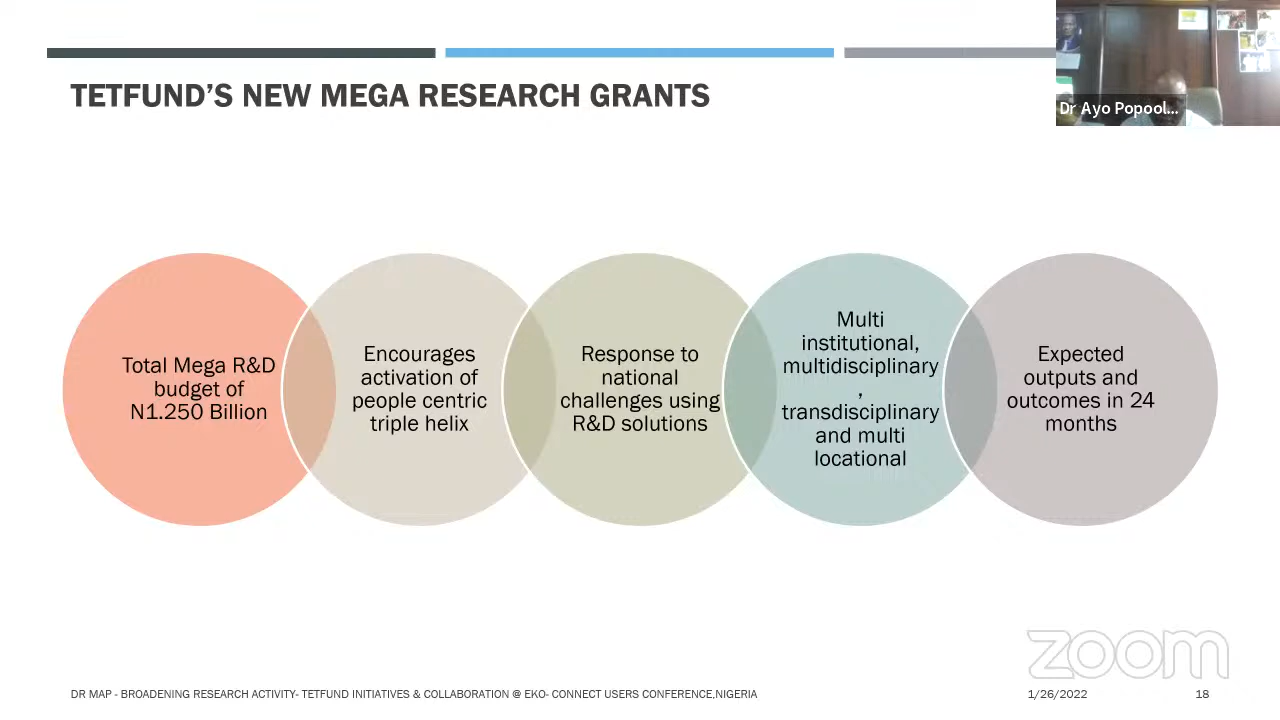 TETFUND'S NEW MEGA RESEARCH GRANTS
Dr Ayo Popool...
Total Mega R&D
budget of
N1.250 Billion
Encourages
activation of
people centric
triple helix
Response to
national
challenges using
R&D solutions
Multi
institutional,
multidisciplinary
,
transdisciplinary
and multi
locational
Expected
outputs and
outcomes in 24
months
zoom
DR MAP - BROADENING RESEARCH ACTIVITY- TETFUND INITIATIVES & COLLABORATION @ EKO- CONNECT USERS CONFERENCE,NIGERIA
1/26/2022
18